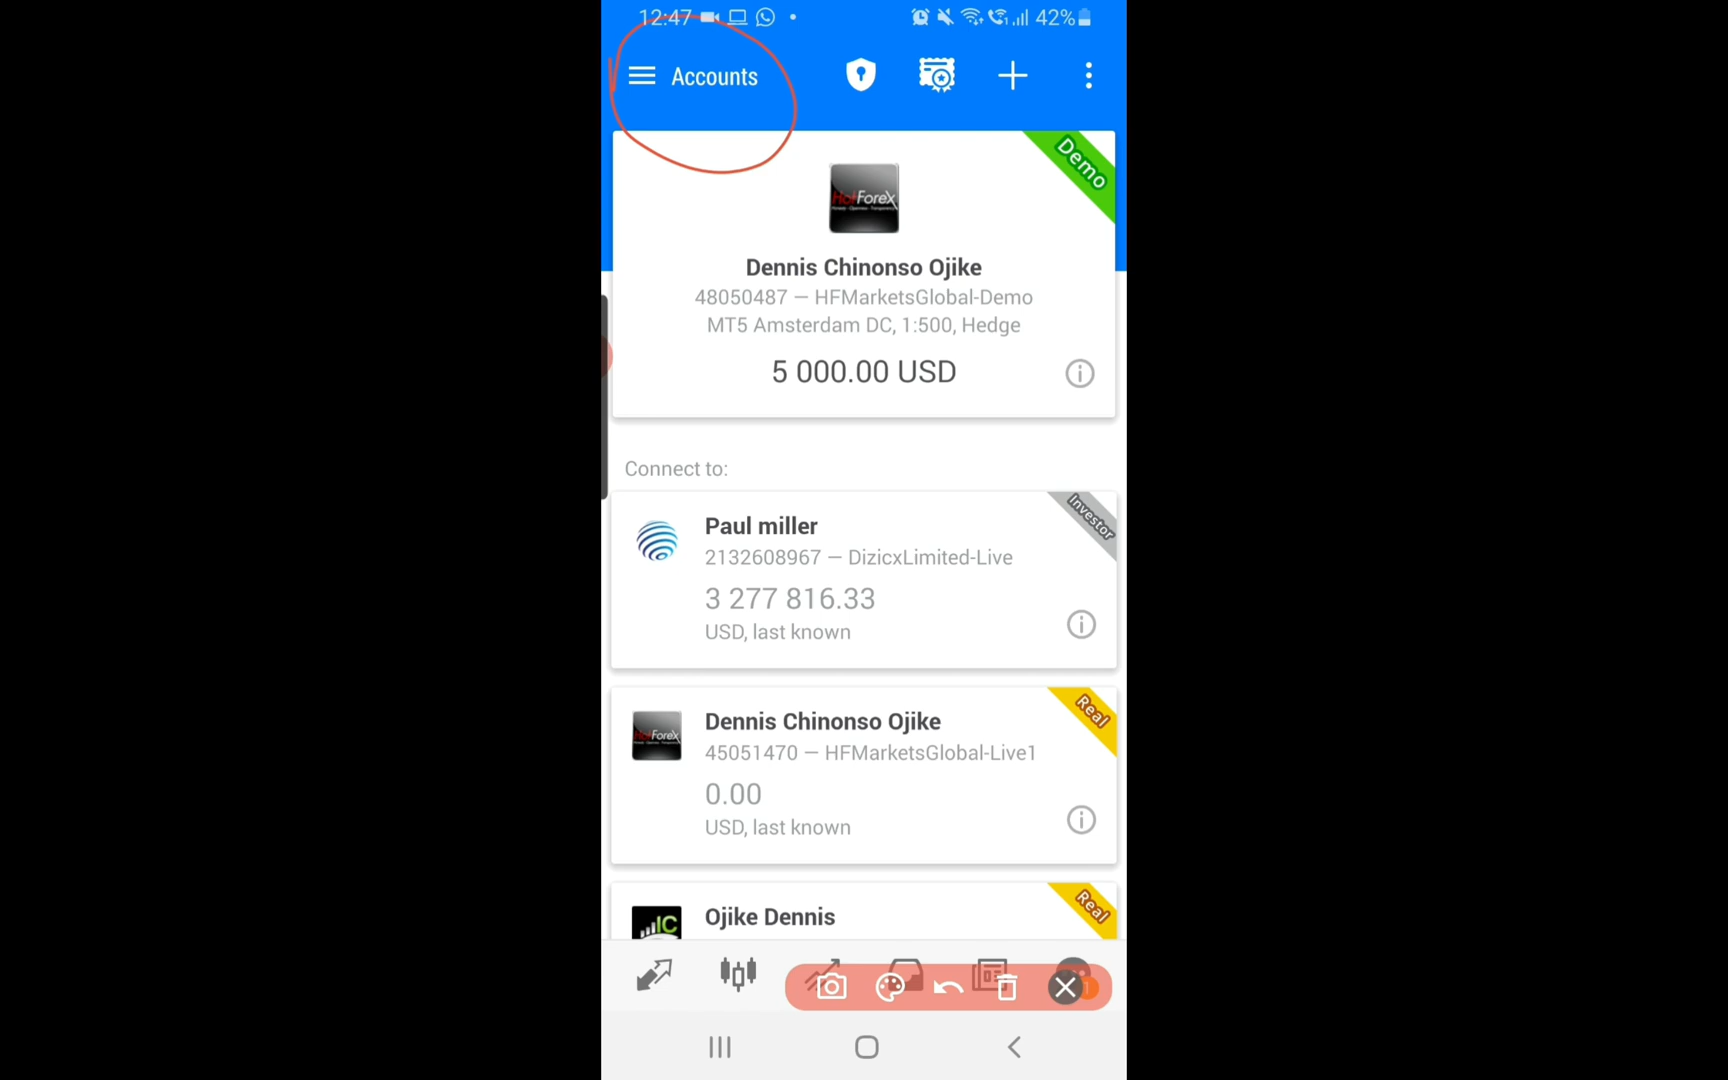 12:47
42%
Accounts
Demo
HotForex
Dennis Chinonso Ojike
48050487 — HFMarketsGlobal-Demo
MT5 Amsterdam DC, 1:500, Hedge
5 000.00 USD
Connect to:
Investor
Paul miller
2132608967 — DizicxLimited-Live
3 277 816.33
USD, last known
Real
Dennis Chinonso Ojike
45051470 — HFMarketsGlobal-Live1
0.00
USD, last known
Real
IC
Ojike Dennis
1